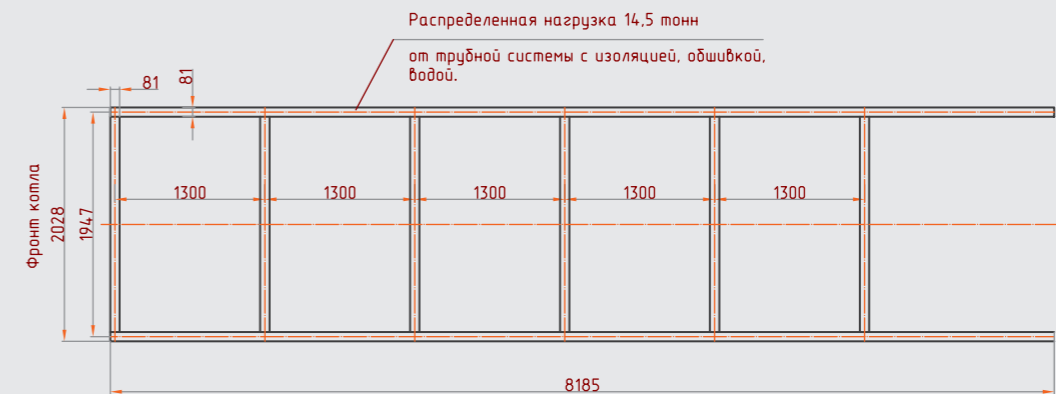 Распределенная нагрузка 14,5 тонн
от трубной системы с изоляцией, обшивкой,
водой.
81
81
Фронт котла
2028
1947
1300
1300
1300
1300
1300
8185